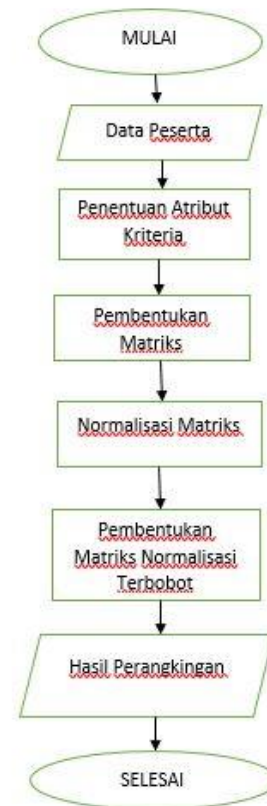 MULAI
Data Peserta
Penentuan Atribut
Kriteria
Pembentukan
Matriks
Normalisasi Matriks
Pembentukan
Matriks Normalisasi
Terbobot
Hasil Perangkingan
SELESAI